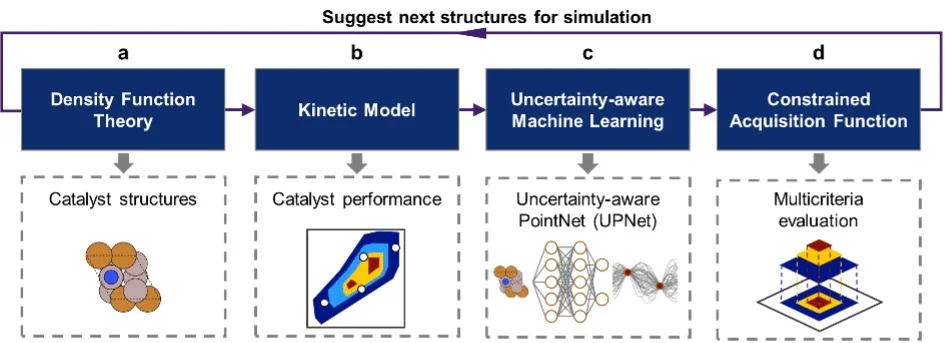 Suggest next structures for simulation
a
b
c
d
Density Function
Theory
Kinetic Model
Uncertainty-aware
Machine Learning
Constrained
Acquisition Function
Catalyst structures
Catalyst performance
Uncertainty-aware
PointNet (UPNet)
Multicriteria
evaluation